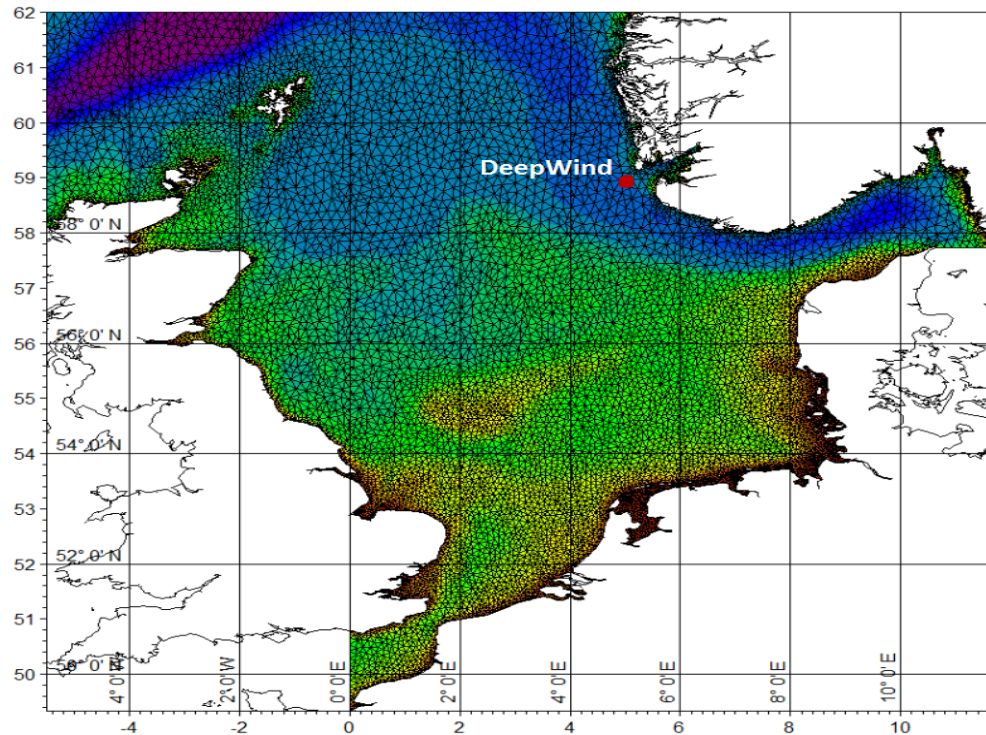 62
60
59
DeepWind
58° 0' N
58
57
56° 0' N
56
55
54° 0' N
54
53
52° 0' N
52
51
50° 0' N
50
4° 0' W
2° 0' W
0° 0' E
2° 0' E
4° 0' E
6° 0' E
8° 0' E
10° 0' E
-4
-2
0
2
4
6
8
10